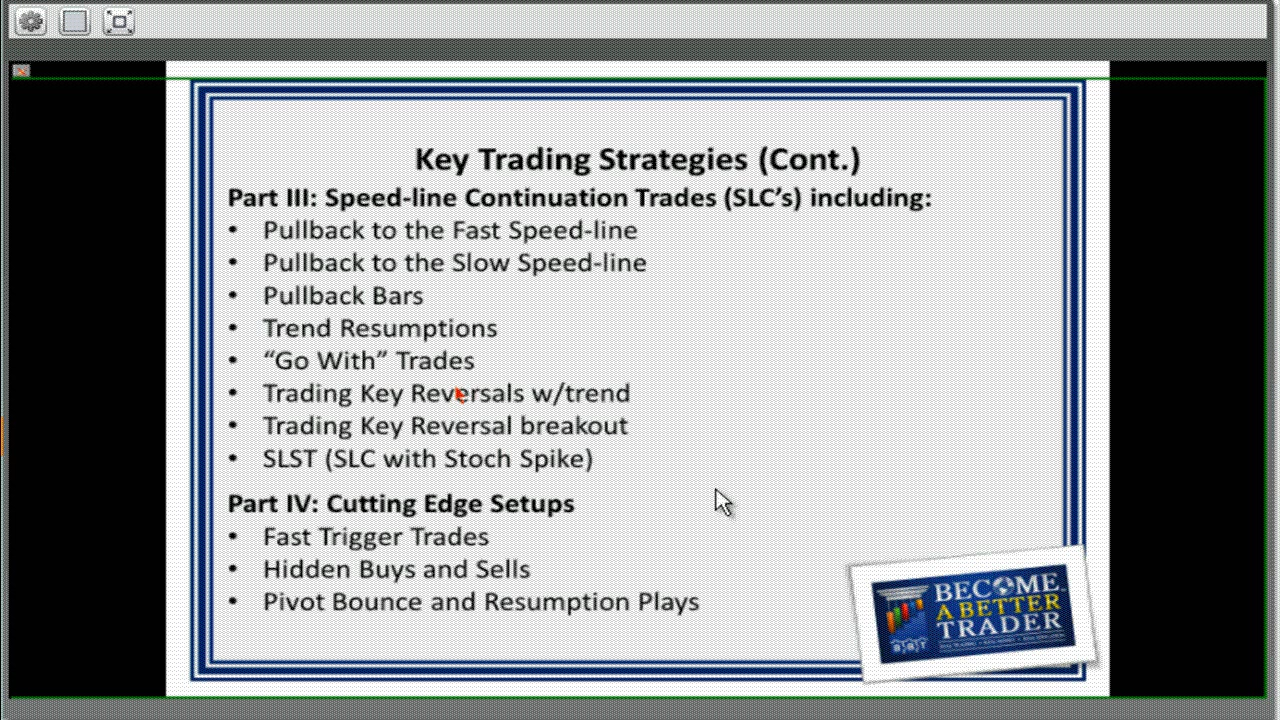 Key Trading Strategies (Cont.)
Part III: Speed-line Continuation Trades (SLC’s) including:
• Pullback to the Fast Speed-line
• Pullback to the Slow Speed-line
• Pullback Bars
• Trend Resumptions
• “Go With” Trades
• Trading Key Reversals w/trend
• Trading Key Reversal breakout
• SLST (SLC with Stoch Spike)
Part IV: Cutting Edge Setups
• Fast Trigger Trades
• Hidden Buys and Sells
• Pivot Bounce and Resumption Plays
BECOME
A BETTER
TRADER